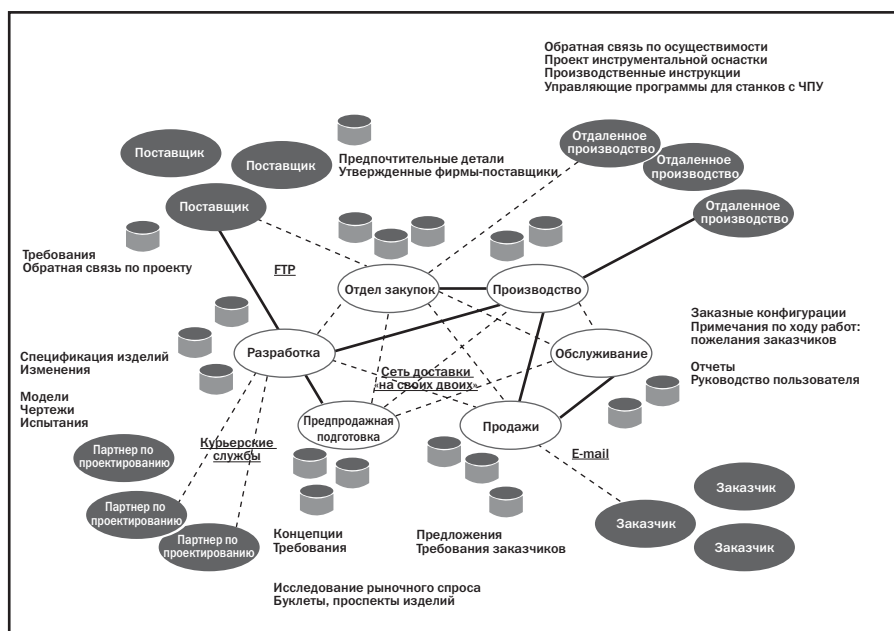 Обратная связь по осуществимости
Проект инструментальной оснастки
Производственные инструкции
Управляющие программы для станков с ЧПУ
Поставщик
Поставщик
Поставщик
Предпочтительные детали
Утвержденные фирмы-поставщики
Отдаленное
производство
Отдаленное
производство
Отдаленное
производство
Требования
Обратная связь по проекту
FTP
Отдел закупок
Производство
Заказные конфигурации
Примечания по ходу работ:
пожелания заказчиков
Отчеты
Руководство пользователя
Спецификация изделий
Изменения
Модели
Чертежи
Испытания
Разработка
Обслуживание
Сеть доставки
«на своих двоих»
Предпродажная
подготовка
Продажи
Курьерские
службы
E-mail
Партнер по
проектированию
Партнер по
проектированию
Партнер по
проектированию
Заказчик
Заказчик
Заказчик
Концепции
Требования
Предложения
Требования заказчиков
Исследование рыночного спроса
Буклеты, проспекты изделий